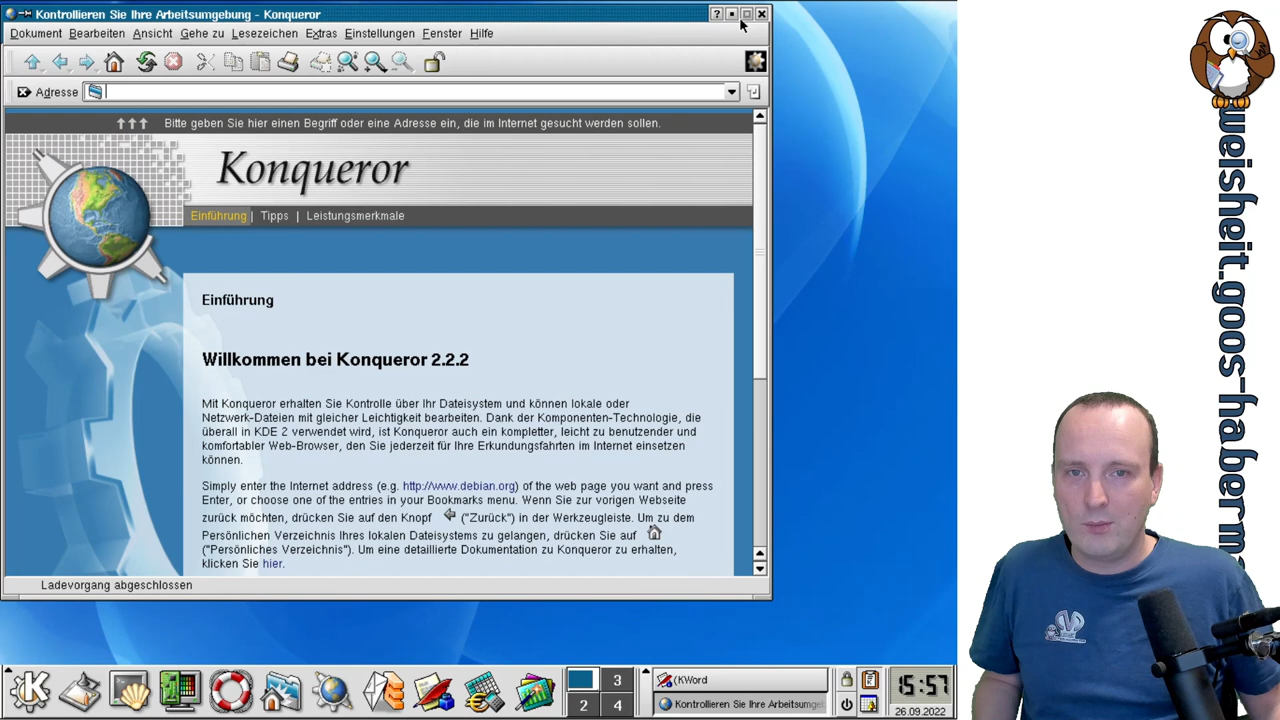 Kontrollieren Sie Ihre Arbeitsumgebung - Konqueror
Dokument Bearbeiten Ansicht Gehe zu Lesezeichen Extras Einstellungen Fenster Hilfe
Adresse
Bitte geben Sie hier einen Begriff oder eine Adresse ein, die im Internet gesucht werden sollen.
Konqueror
Einführung | Tipps | Leistungsmerkmale
Einführung
Willkommen bei Konqueror 2.2.2
Mit Konqueror erhalten Sie Kontrolle über Ihr Dateisystem und können lokale oder
Netzwerk-Dateien mit gleicher Leichtigkeit bearbeiten. Dank der Komponenten-Technologie, die
überall in KDE 2 verwendet wird, ist Konqueror auch ein kompletter, leicht zu benutzender und
komfortabler Web-Browser, den Sie jederzeit für Ihre Erkundungsfahrten im Internet einsetzen
können.
Simply enter the Internet address (e.g. http://www.debian.org) of the web page you want and press
Enter, or choose one of the entries in your Bookmarks menu. Wenn Sie zur vorigen Webseite
zurück möchten, drücken Sie auf den Knopf ("Zurück") in der Werkzeugleiste. Um zu dem
Persönlichen Verzeichnis Ihres lokalen Dateisystems zu gelangen, drücken Sie auf
("Persönliches Verzeichnis"). Um eine detaillierte Dokumentation zu Konqueror zu erhalten,
klicken Sie hier.
Ladevorgang abgeschlossen
3
2 4
(KWord
Kontrollieren Sie Ihre Arbeitsumge
15:57
26.09.2022
weisheit.goos-haberm